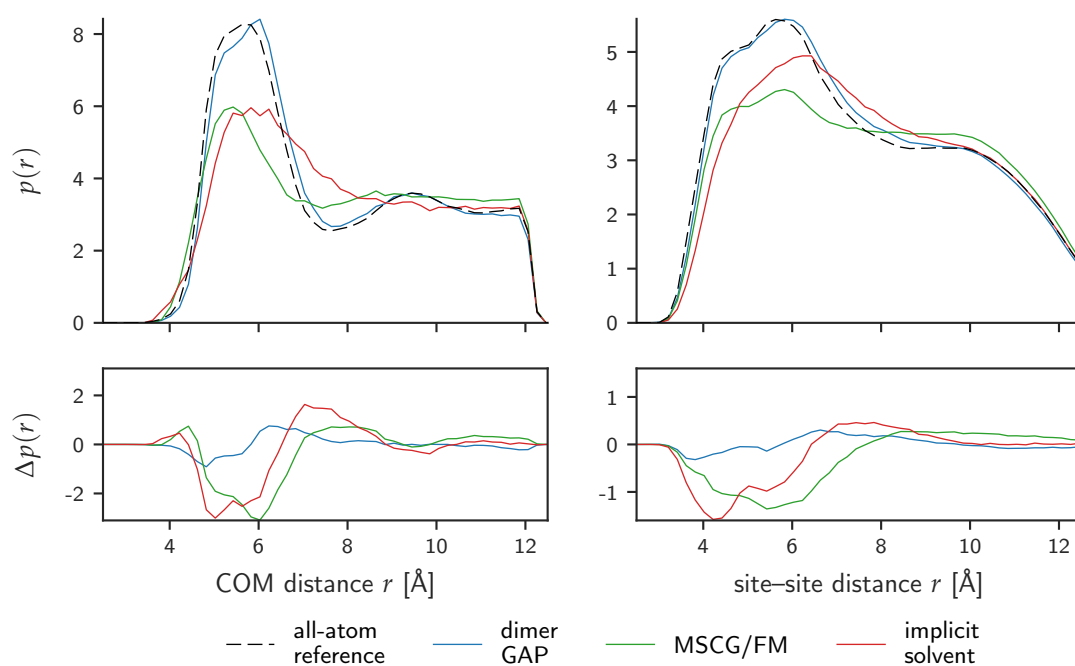 p(r)
8
6
4
2
0
5
4
3
2
1
0
Δp(r)
2
0
-2
1
0
-1
4 6 8 10 12
4 6 8 10 12
COM distance r [Å]
site–site distance r [Å]
all-atom reference
dimer GAP
MSCG/FM
implicit solvent